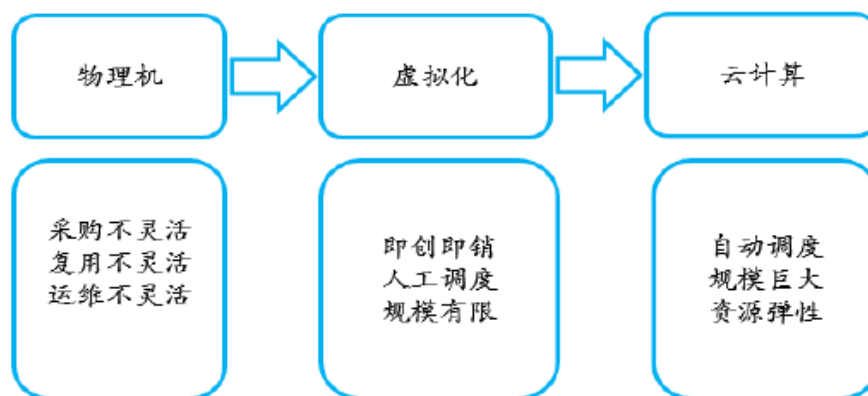 物理机
虚拟化
云计算
采购不灵活
复用不灵活
运维不灵活
即创即销
人工调度
规模有限
自动调度
规模巨大
资源弹性